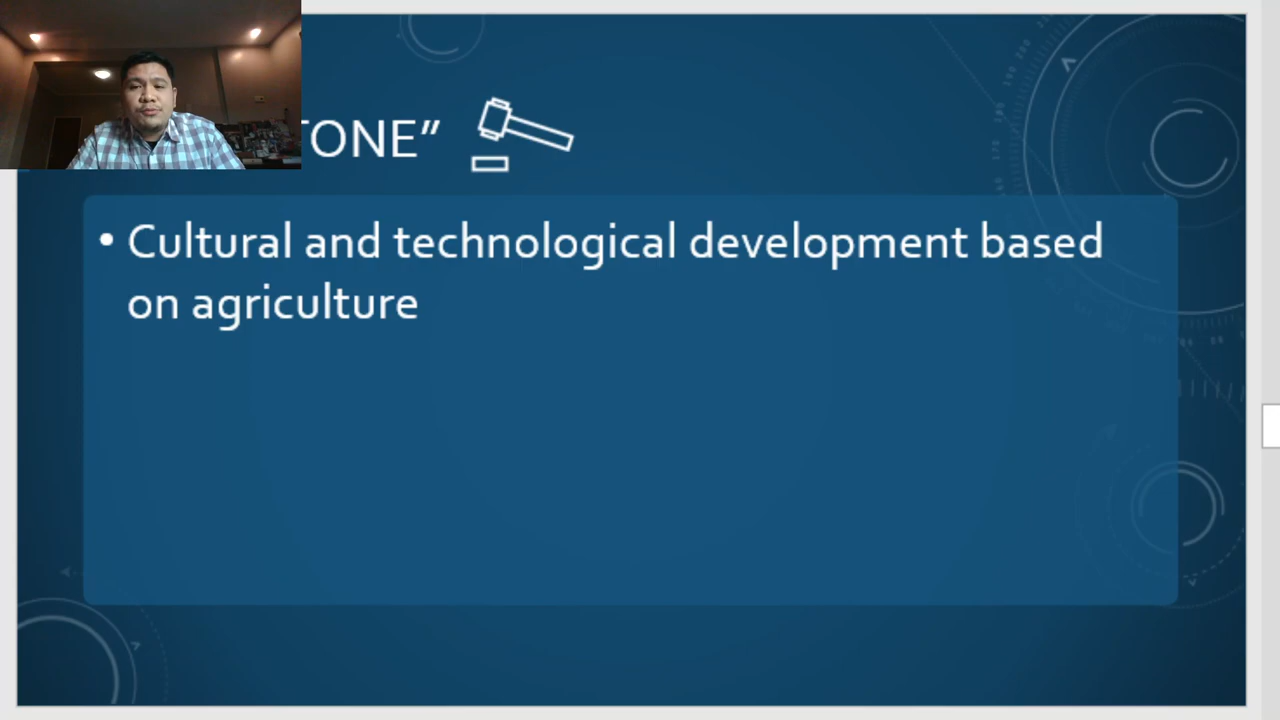 TONE”
• Cultural and technological development based
on agriculture